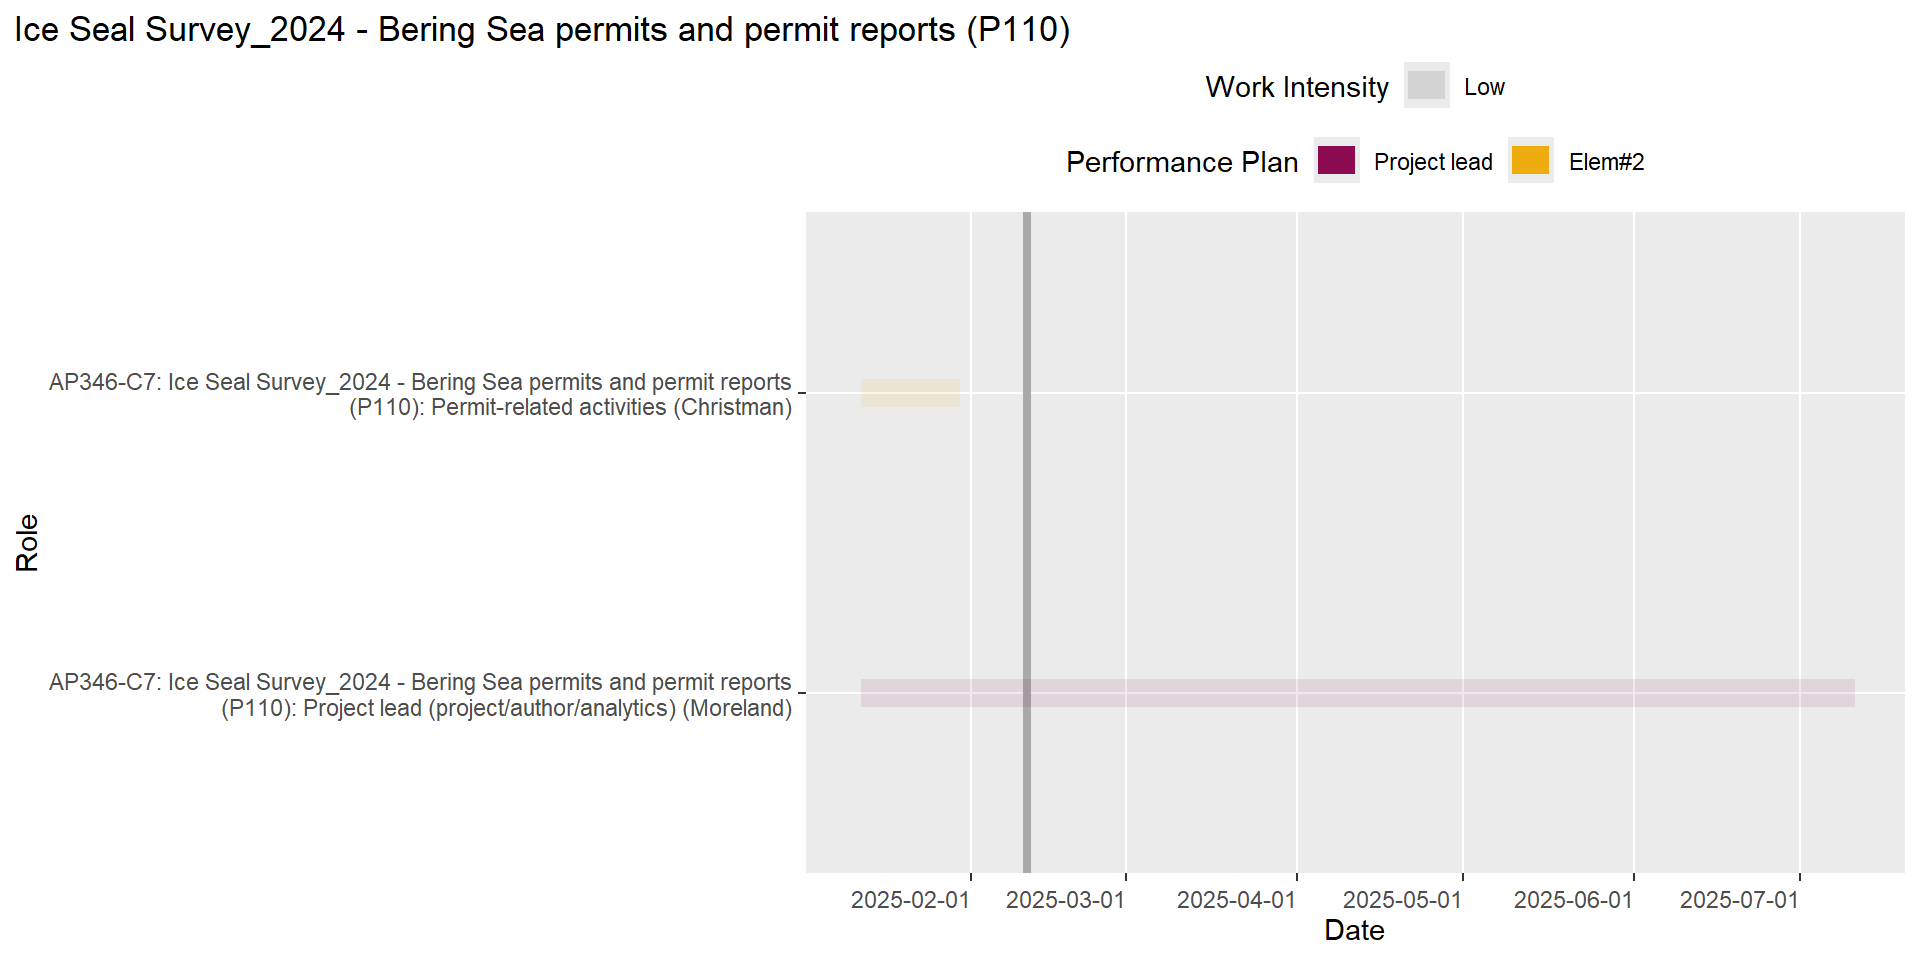 Ice Seal Survey_2024 - Bering Sea permits and permit reports (P110)
Work Intensity Low
Performance Plan Project lead Elem#2
AP346-C7: Ice Seal Survey_2024 - Bering Sea permits and permit reports
(P110): Permit-related activities (Christman)
Role
AP346-C7: Ice Seal Survey_2024 - Bering Sea permits and permit reports
(P110): Project lead (project/author/analytics) (Moreland)
2025-02-01 2025-03-01 2025-04-01 2025-05-01 2025-06-01 2025-07-01
Date